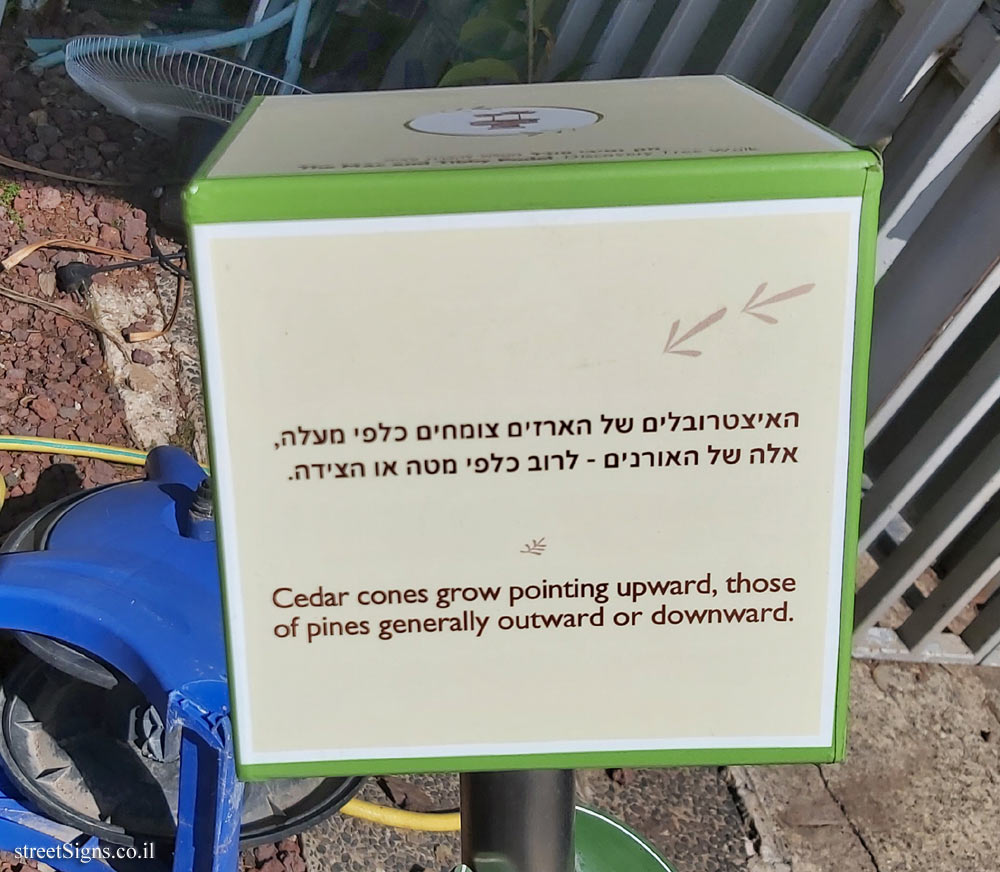 האיצטרובלים של הארזים צומחים כלפי מעלה,
אלה של האורנים - לרוב כלפי מטה או הצידה.
Cedar cones grow pointing upward, those
of pines generally outward or downward.
streetSigns.co.il